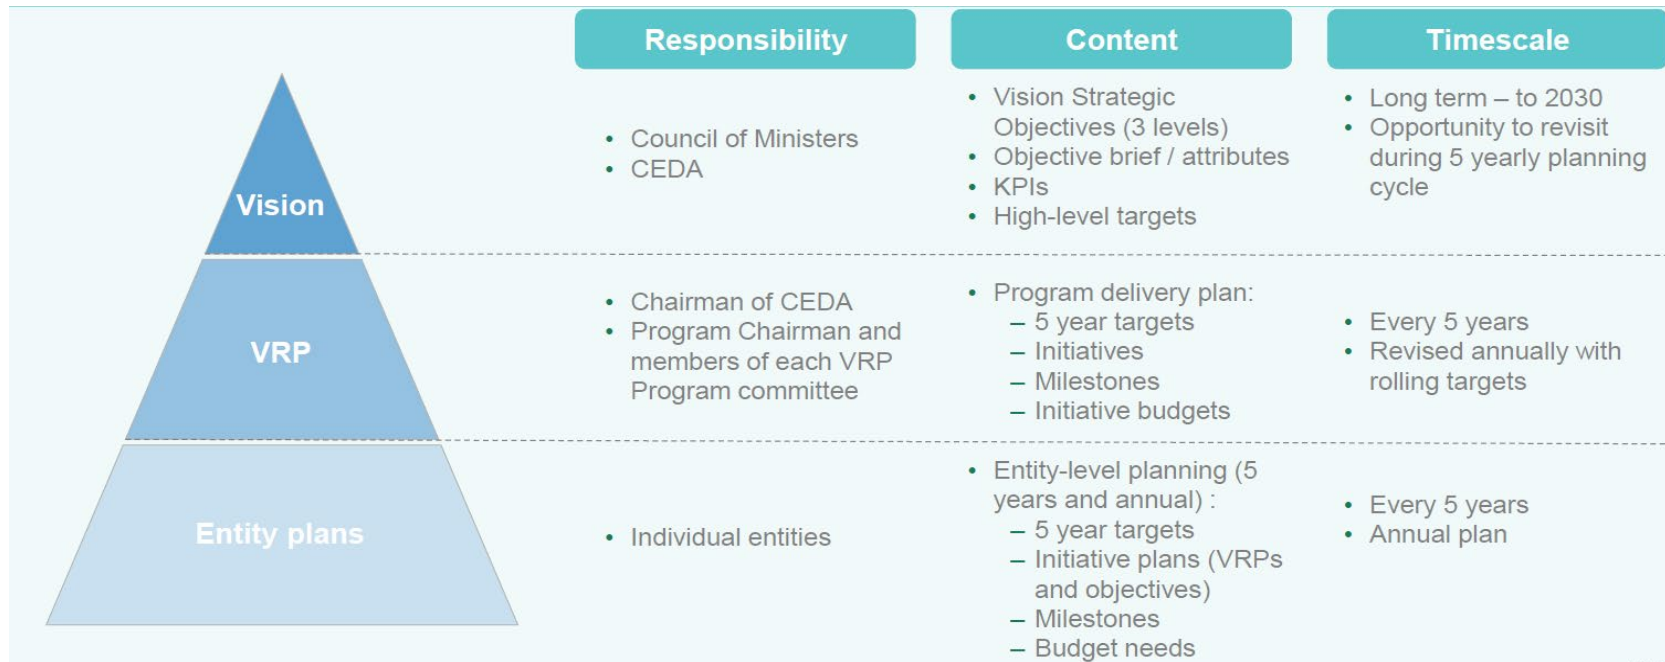 Responsibility
Content
Timescale
Vision
• Council of Ministers
• CEDA
• Vision Strategic
Objectives (3 levels)
• Objective brief / attributes
• KPIs
• High-level targets
• Long term – to 2030
• Opportunity to revisit
during 5 yearly planning
cycle
VRP
• Chairman of CEDA
• Program Chairman and
members of each VRP
Program committee
• Program delivery plan:
– 5 year targets
– Initiatives
– Milestones
– Initiative budgets
• Every 5 years
• Revised annually with
rolling targets
Entity plans
• Individual entities
• Entity-level planning (5
years and annual) :
– 5 year targets
– Initiative plans (VRPs
and objectives)
– Milestones
– Budget needs
• Every 5 years
• Annual plan